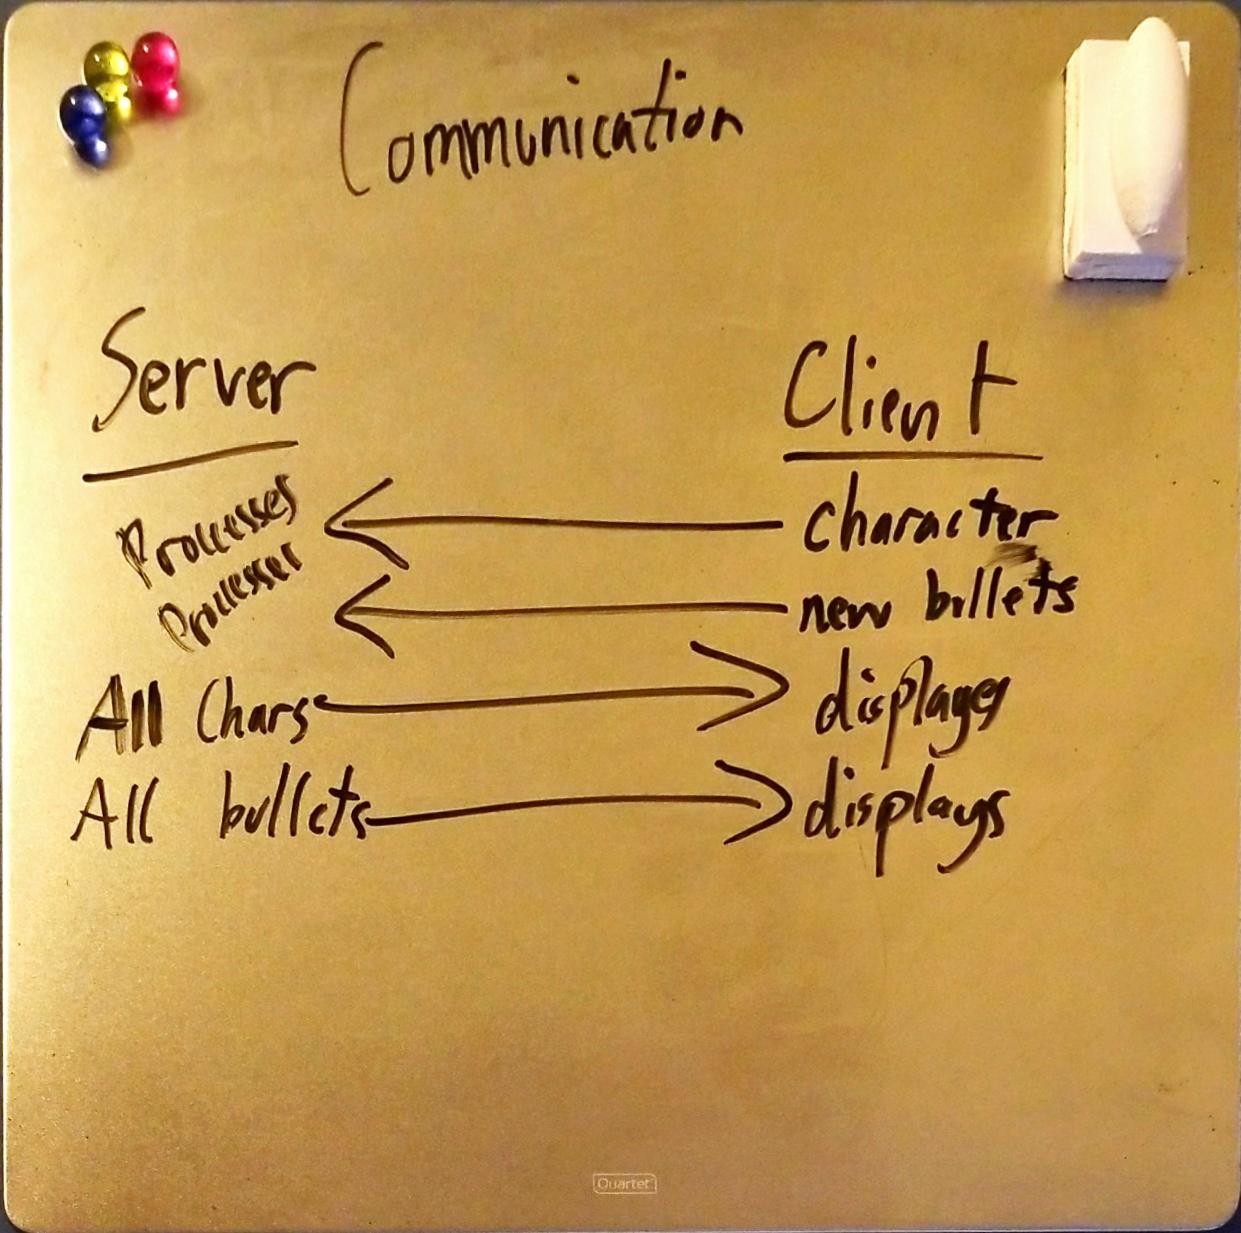 Communication
Server
Client
Processes
character
Processes
new bullets
All Chars
displays
All bullets
displays
Quartet